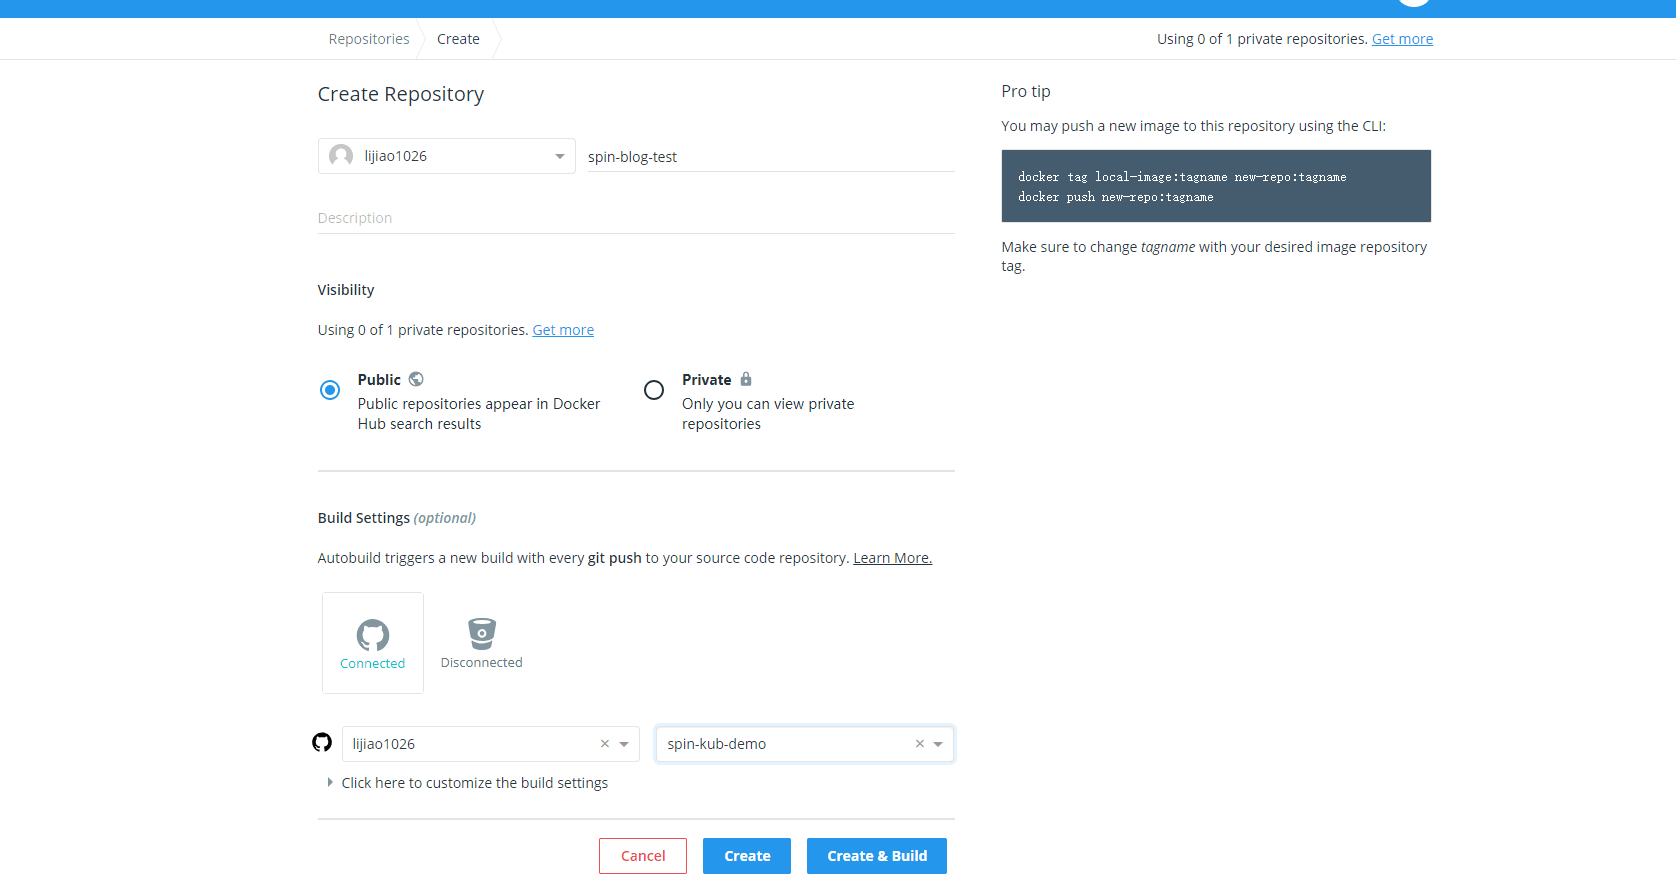 Repositories
Create
Using 0 of 1 private repositories. Get more
Create Repository
lijiao1026
spin-blog-test
Description
Visibility
Using 0 of 1 private repositories. Get more
Public
Public repositories appear in Docker
Hub search results
Private
Only you can view private
repositories
Build Settings (optional)
Autobuild triggers a new build with every git push to your source code repository. Learn More.
Connected
Disconnected
lijiao1026
spin-kub-demo
Click here to customize the build settings
Cancel
Create
Create & Build
Pro tip
You may push a new image to this repository using the CLI:
docker tag local-image:tagname new-repo:tagname
docker push new-repo:tagname
Make sure to change tagname with your desired image repository
tag.